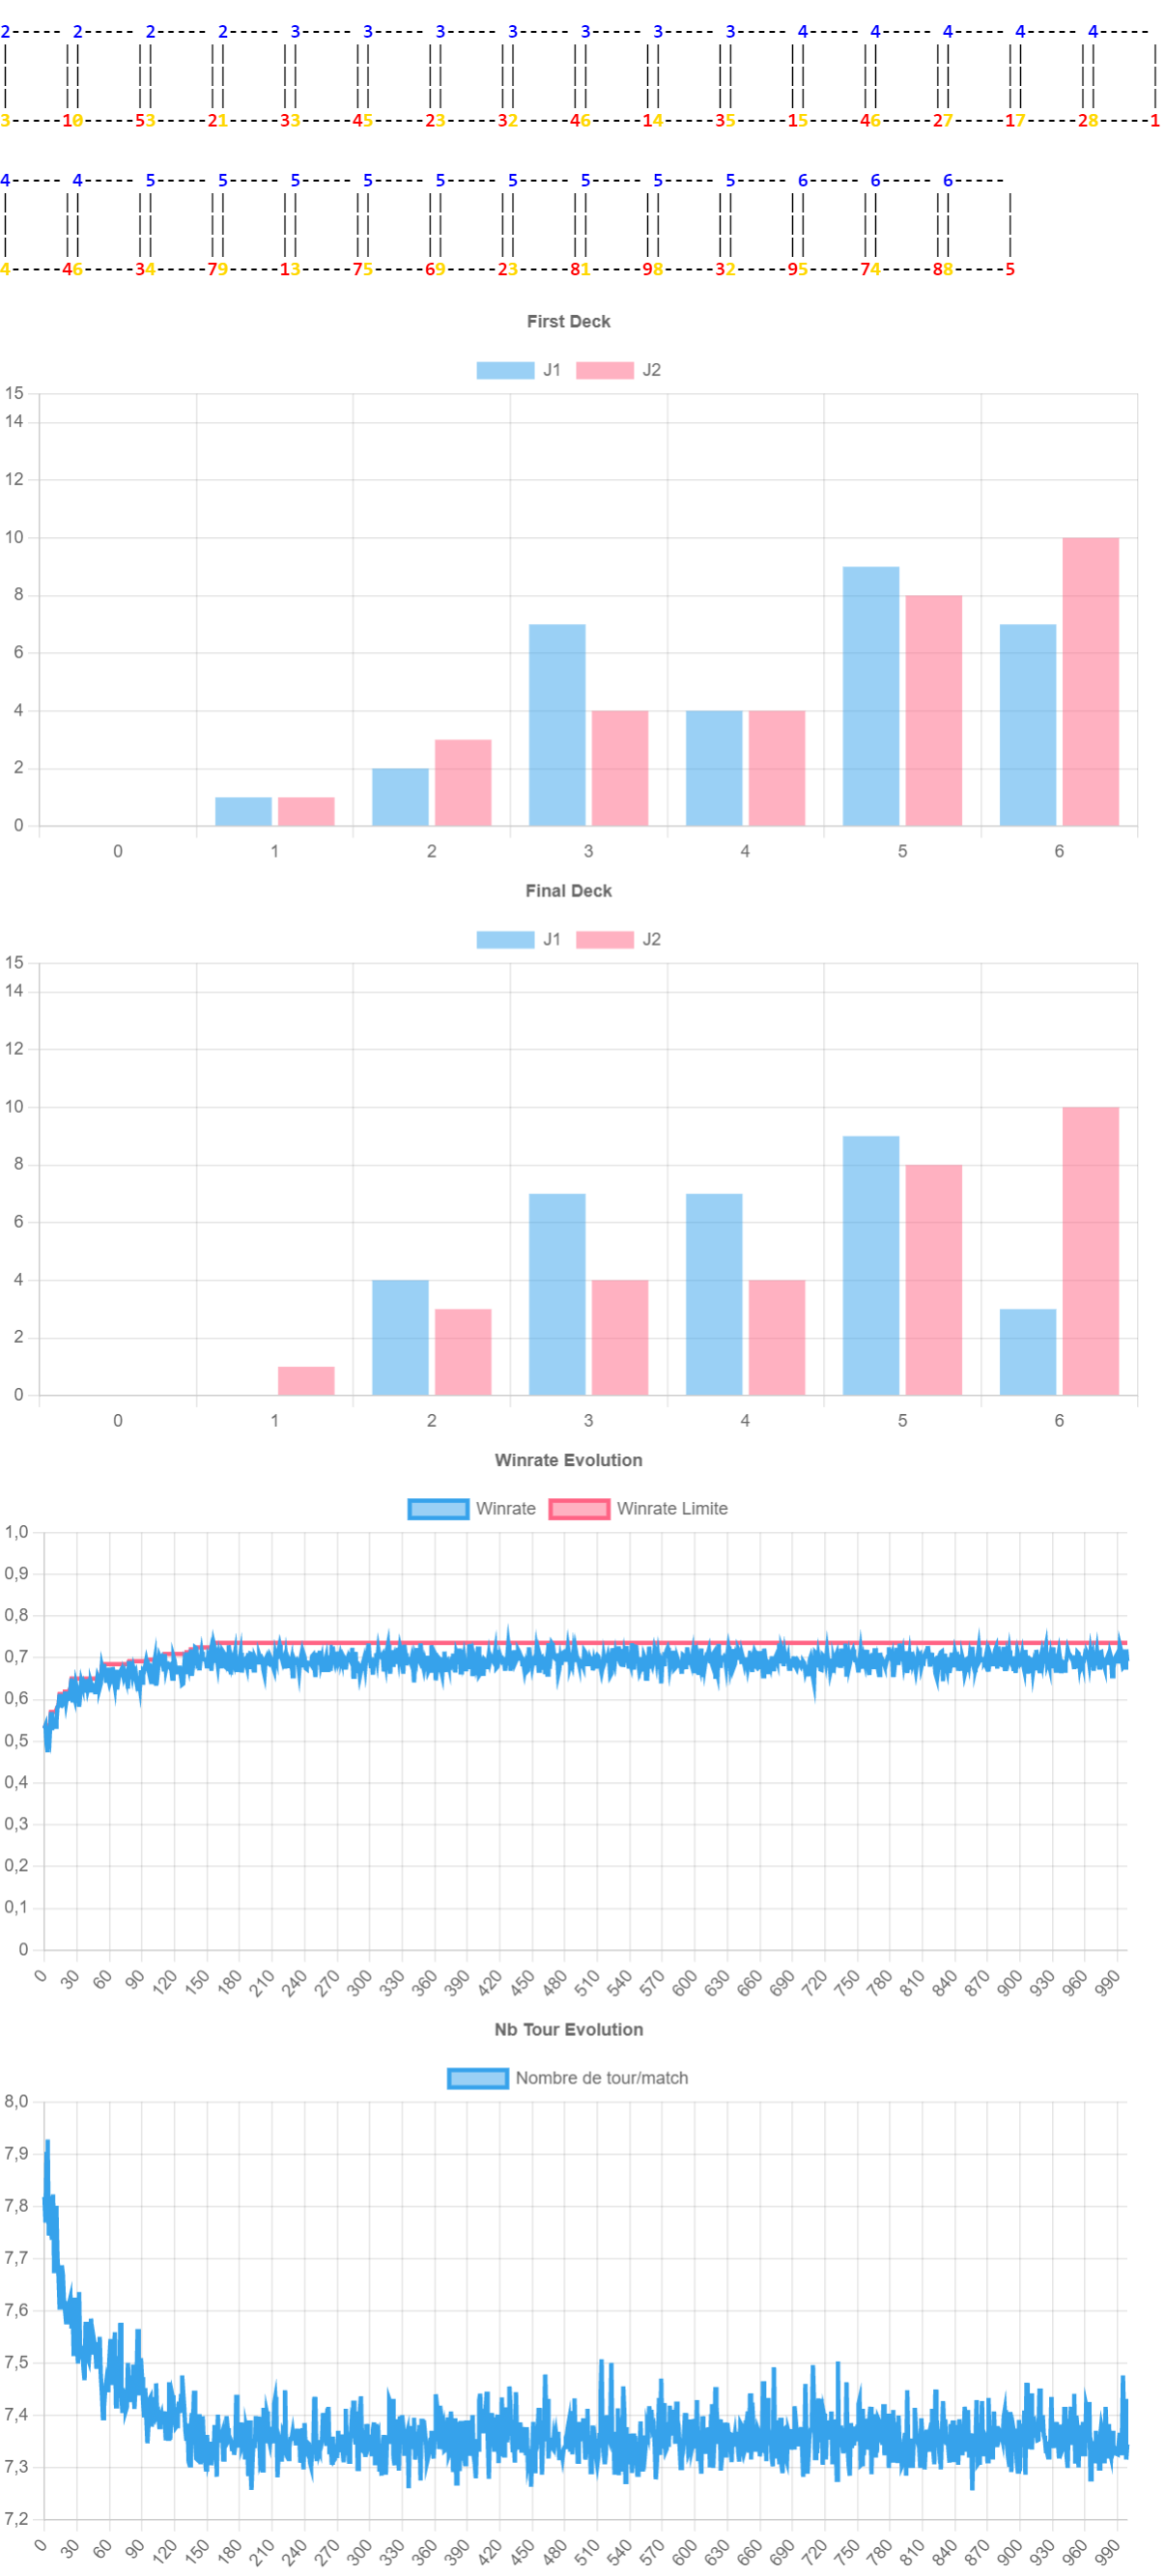 2----- 2----- 2----- 2----- 3----- 3----- 3----- 3----- 3----- 3----- 3----- 4----- 4----- 4----- 4----- 4-----
3-----10-----53-----21-----33-----45-----23-----32-----46-----14-----35-----15-----46-----27-----17-----28-----1
4----- 4----- 5----- 5----- 5----- 5----- 5----- 5----- 5----- 5----- 5----- 6----- 6----- 6-----
4-----46-----34-----79-----13-----75-----69-----23-----81-----98-----32-----95-----74-----88-----5
First Deck
J1 J2
15
14
12
10
8
6
4
2
0
0 1 2 3 4 5 6
Final Deck
J1 J2
15
14
12
10
8
6
4
2
0
0 1 2 3 4 5 6
Winrate Evolution
Winrate Winrate Limite
1,0
0,9
0,8
0,7
0,6
0,5
0,4
0,3
0,2
0,1
0
0 30 60 90 120 150 180 210 240 270 300 330 360 390 420 450 480 510 540 570 600 630 660 690 720 750 780 810 840 870 900 930 960 990
Nb Tour Evolution
Nombre de tour/match
8,0
7,9
7,8
7,7
7,6
7,5
7,4
7,3
7,2
0 30 60 90 120 150 180 210 240 270 300 330 360 390 420 450 480 510 540 570 600 630 660 690 720 750 780 810 840 870 900 930 960 990